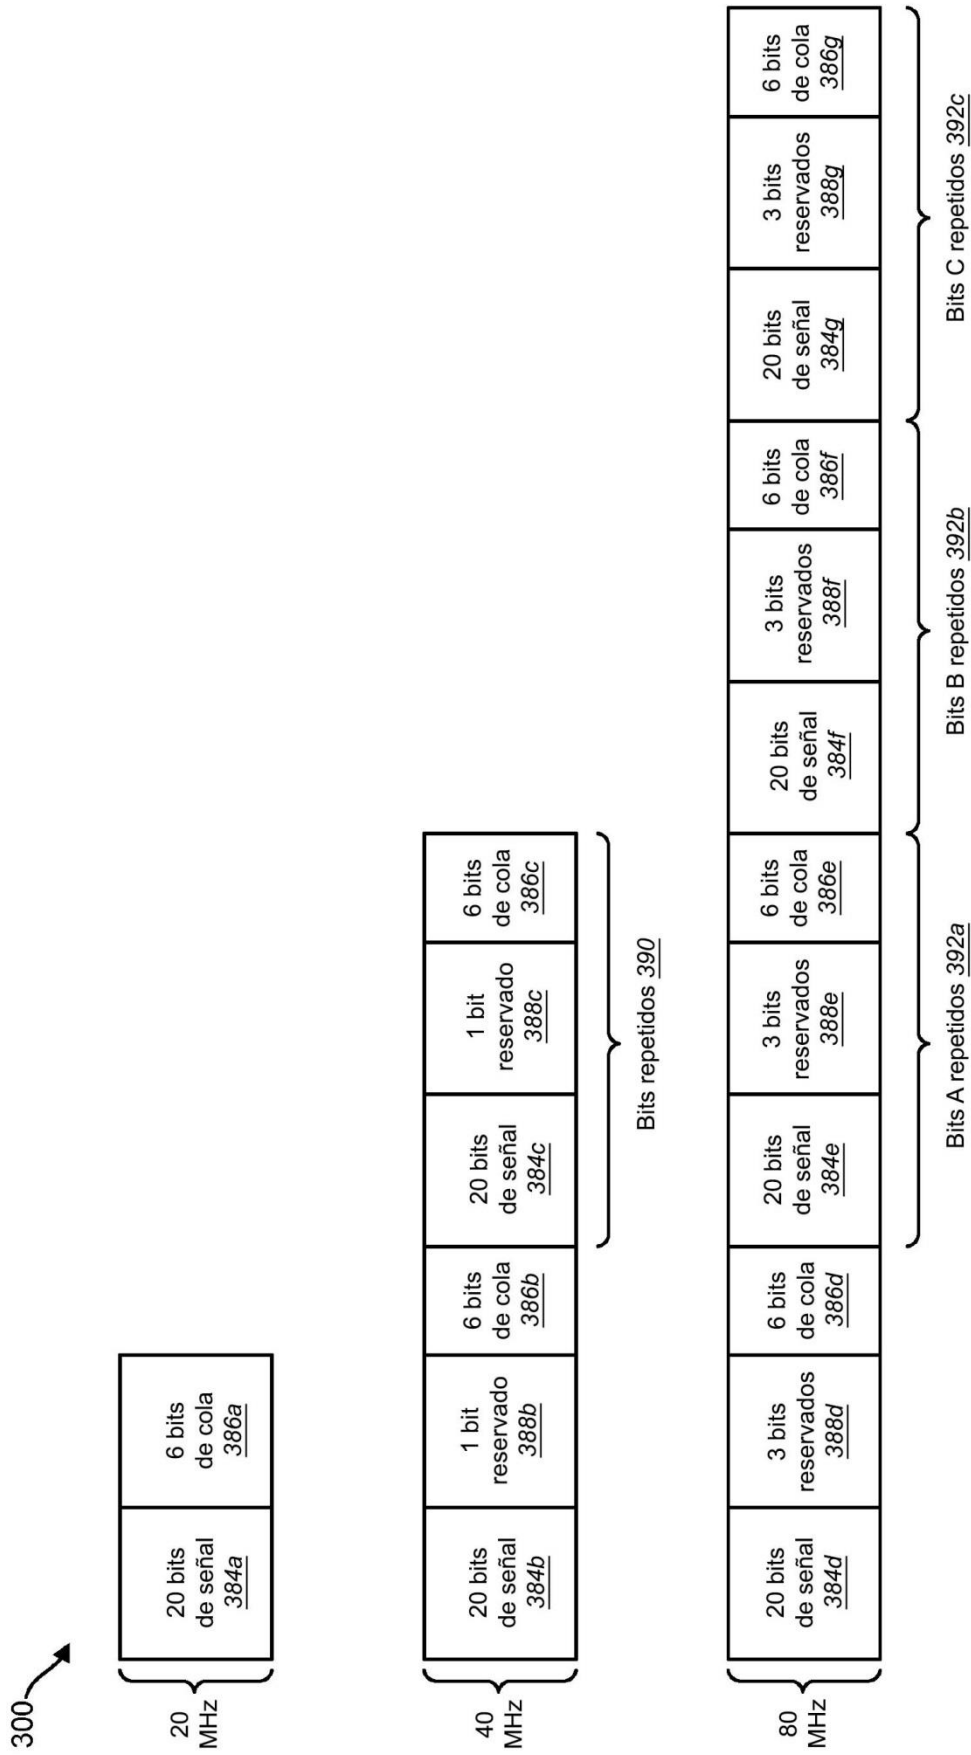 300
20
MHz
20 bits
de señal
384a
6 bits
de cola
386a
40
MHz
20 bits
de señal
384b
1 bit
reservado
388b
6 bits
de cola
386b
20 bits
de señal
384c
1 bit
reservado
388c
6 bits
de cola
386c
Bits repetidos 390
80
MHz
20 bits
de señal
384d
3 bits
reservados
388d
6 bits
de cola
386d
20 bits
de señal
384e
3 bits
reservados
388e
6 bits
de cola
386e
20 bits
de señal
384f
3 bits
reservados
388f
6 bits
de cola
386f
20 bits
de señal
384g
3 bits
reservados
388g
6 bits
de cola
386g
Bits A repetidos 392a
Bits B repetidos 392b
Bits C repetidos 392c